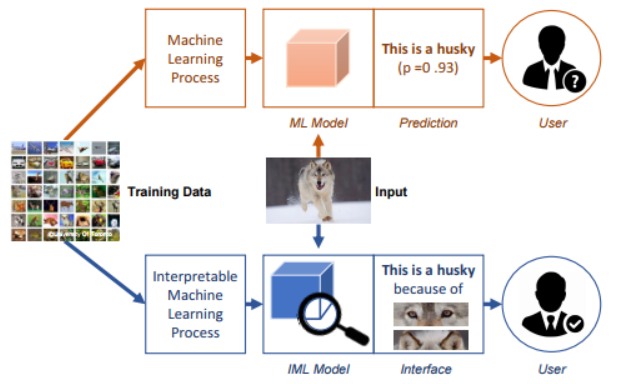 Machine
Learning
Process
This is a husky
(p =0 .93)
?
ML Model
Prediction
User
Training Data
Input
Interpretable
Machine
Learning
Process
This is a husky
because of
IML Model
Interface
User